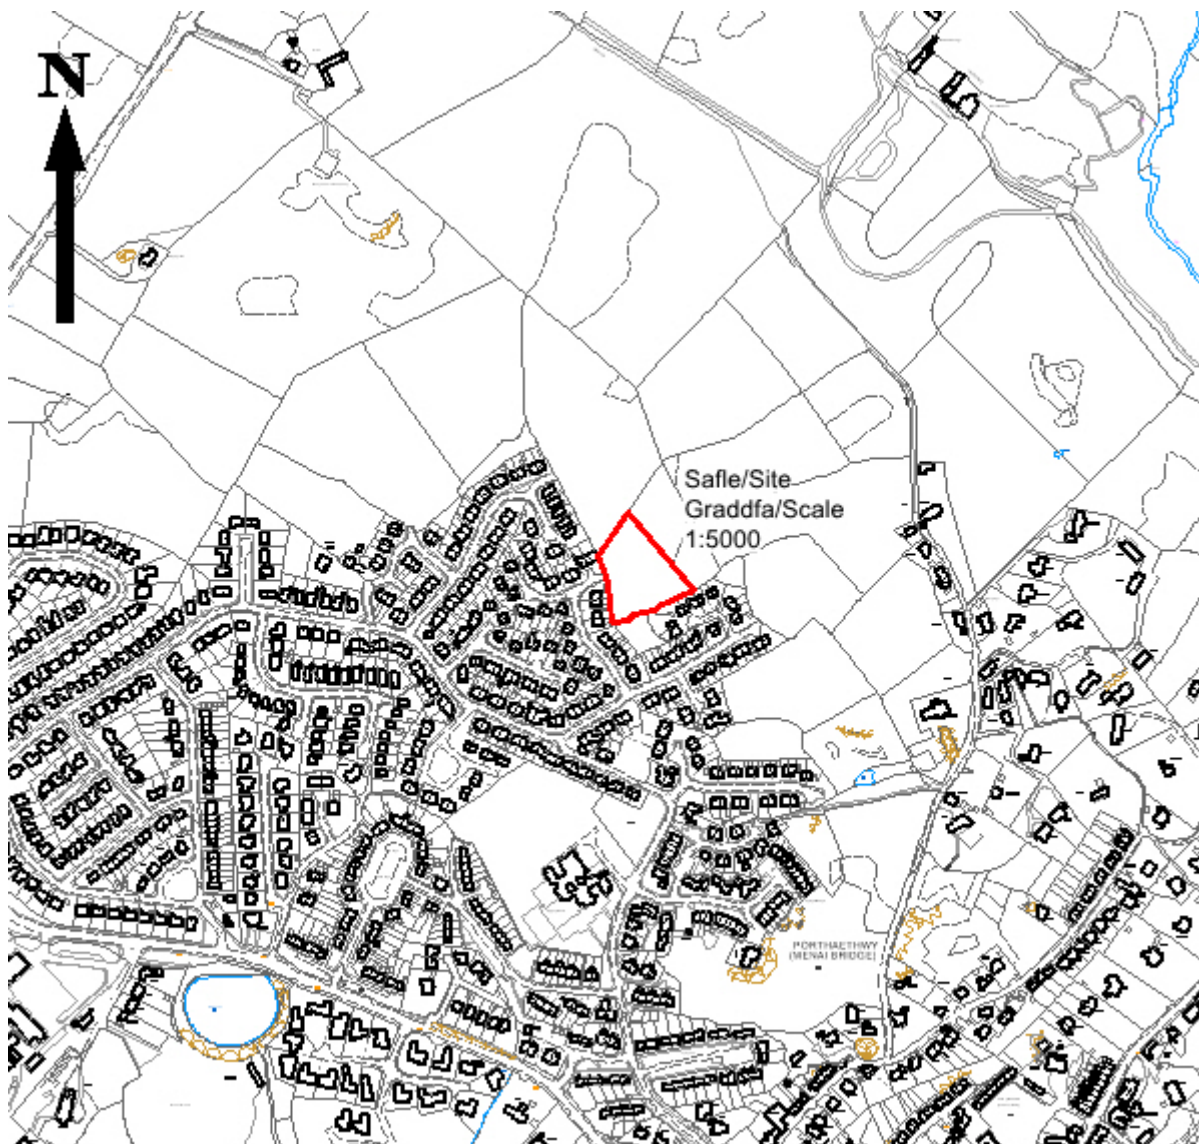 N
Safle/Site
Graddfa/Scale
1:5000
PORTHAETHWY
(MENAI BRIDGE)